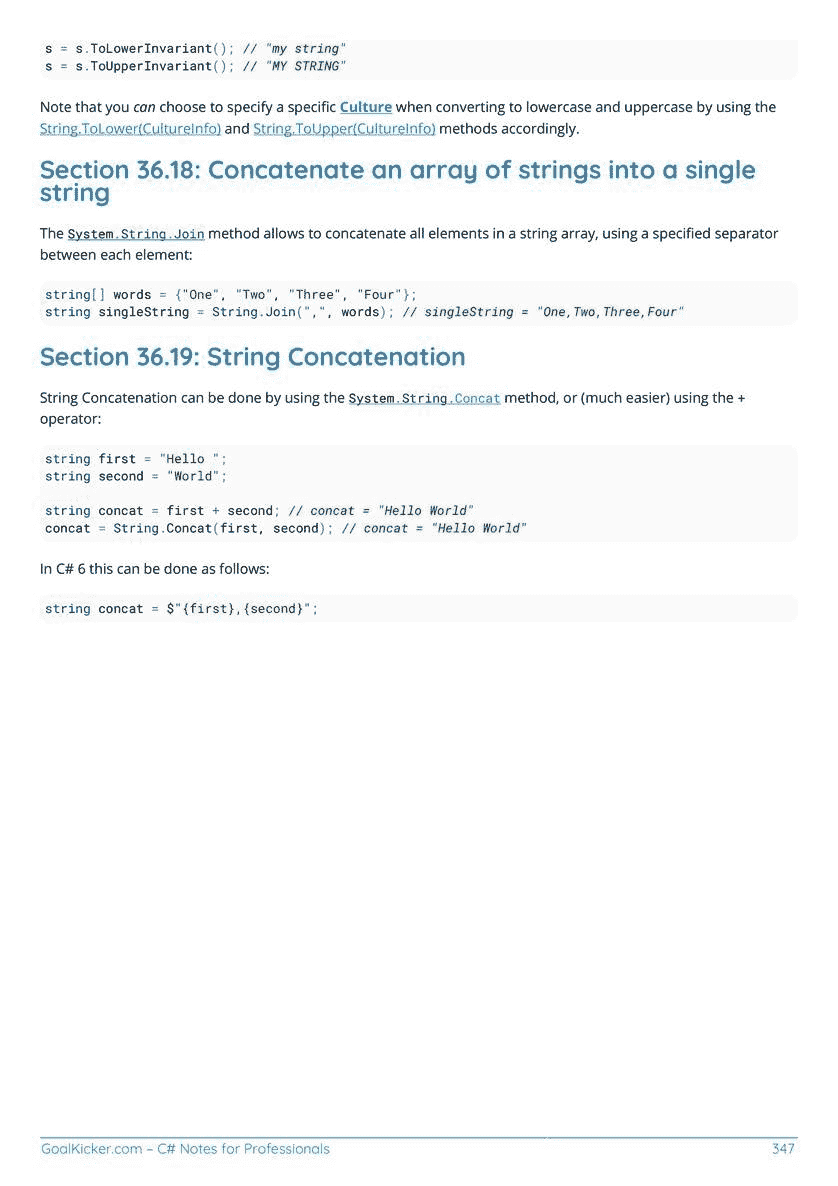 s = s.ToLowerInvariant(); // "my string"
s = s.ToUpperInvariant(); // "MY STRING"
Note that you can choose to specify a specific Culture when converting to lowercase and uppercase by using the
String.ToLower(CultureInfo) and String.ToUpper(CultureInfo) methods accordingly.
Section 36.18: Concatenate an array of strings into a single
string
The System.String.Join method allows to concatenate all elements in a string array, using a specified separator
between each element:
string[] words = {"One", "Two", "Three", "Four"};
string singleString = String.Join(",", words); // singleString = "One,Two,Three,Four"
Section 36.19: String Concatenation
String Concatenation can be done by using the System.String.Concat method, or (much easier) using the +
operator:
string first = "Hello ";
string second = "World";
string concat = first + second; // concat = "Hello World"
concat = String.Concat(first, second); // concat = "Hello World"
In C# 6 this can be done as follows:
string concat = $"{first},{second}";
GoalKicker.com – C# Notes for Professionals 347